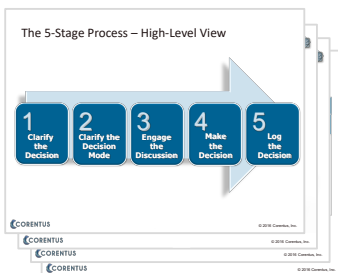 The 5-Stage Process – High-Level View
1
Clarify
the
Decision
2
Clarify the
Decision
Mode
3
Engage
the
Discussion
4
Make
the
Decision
5
Log
the
Decision
CORENTUS
© 2016 Corentus, Inc.
CORENTUS
© 2016 Corentus, Inc.
CORENTUS
© 2016 Corentus, Inc.
CORENTUS
© 2016 Corentus, Inc.